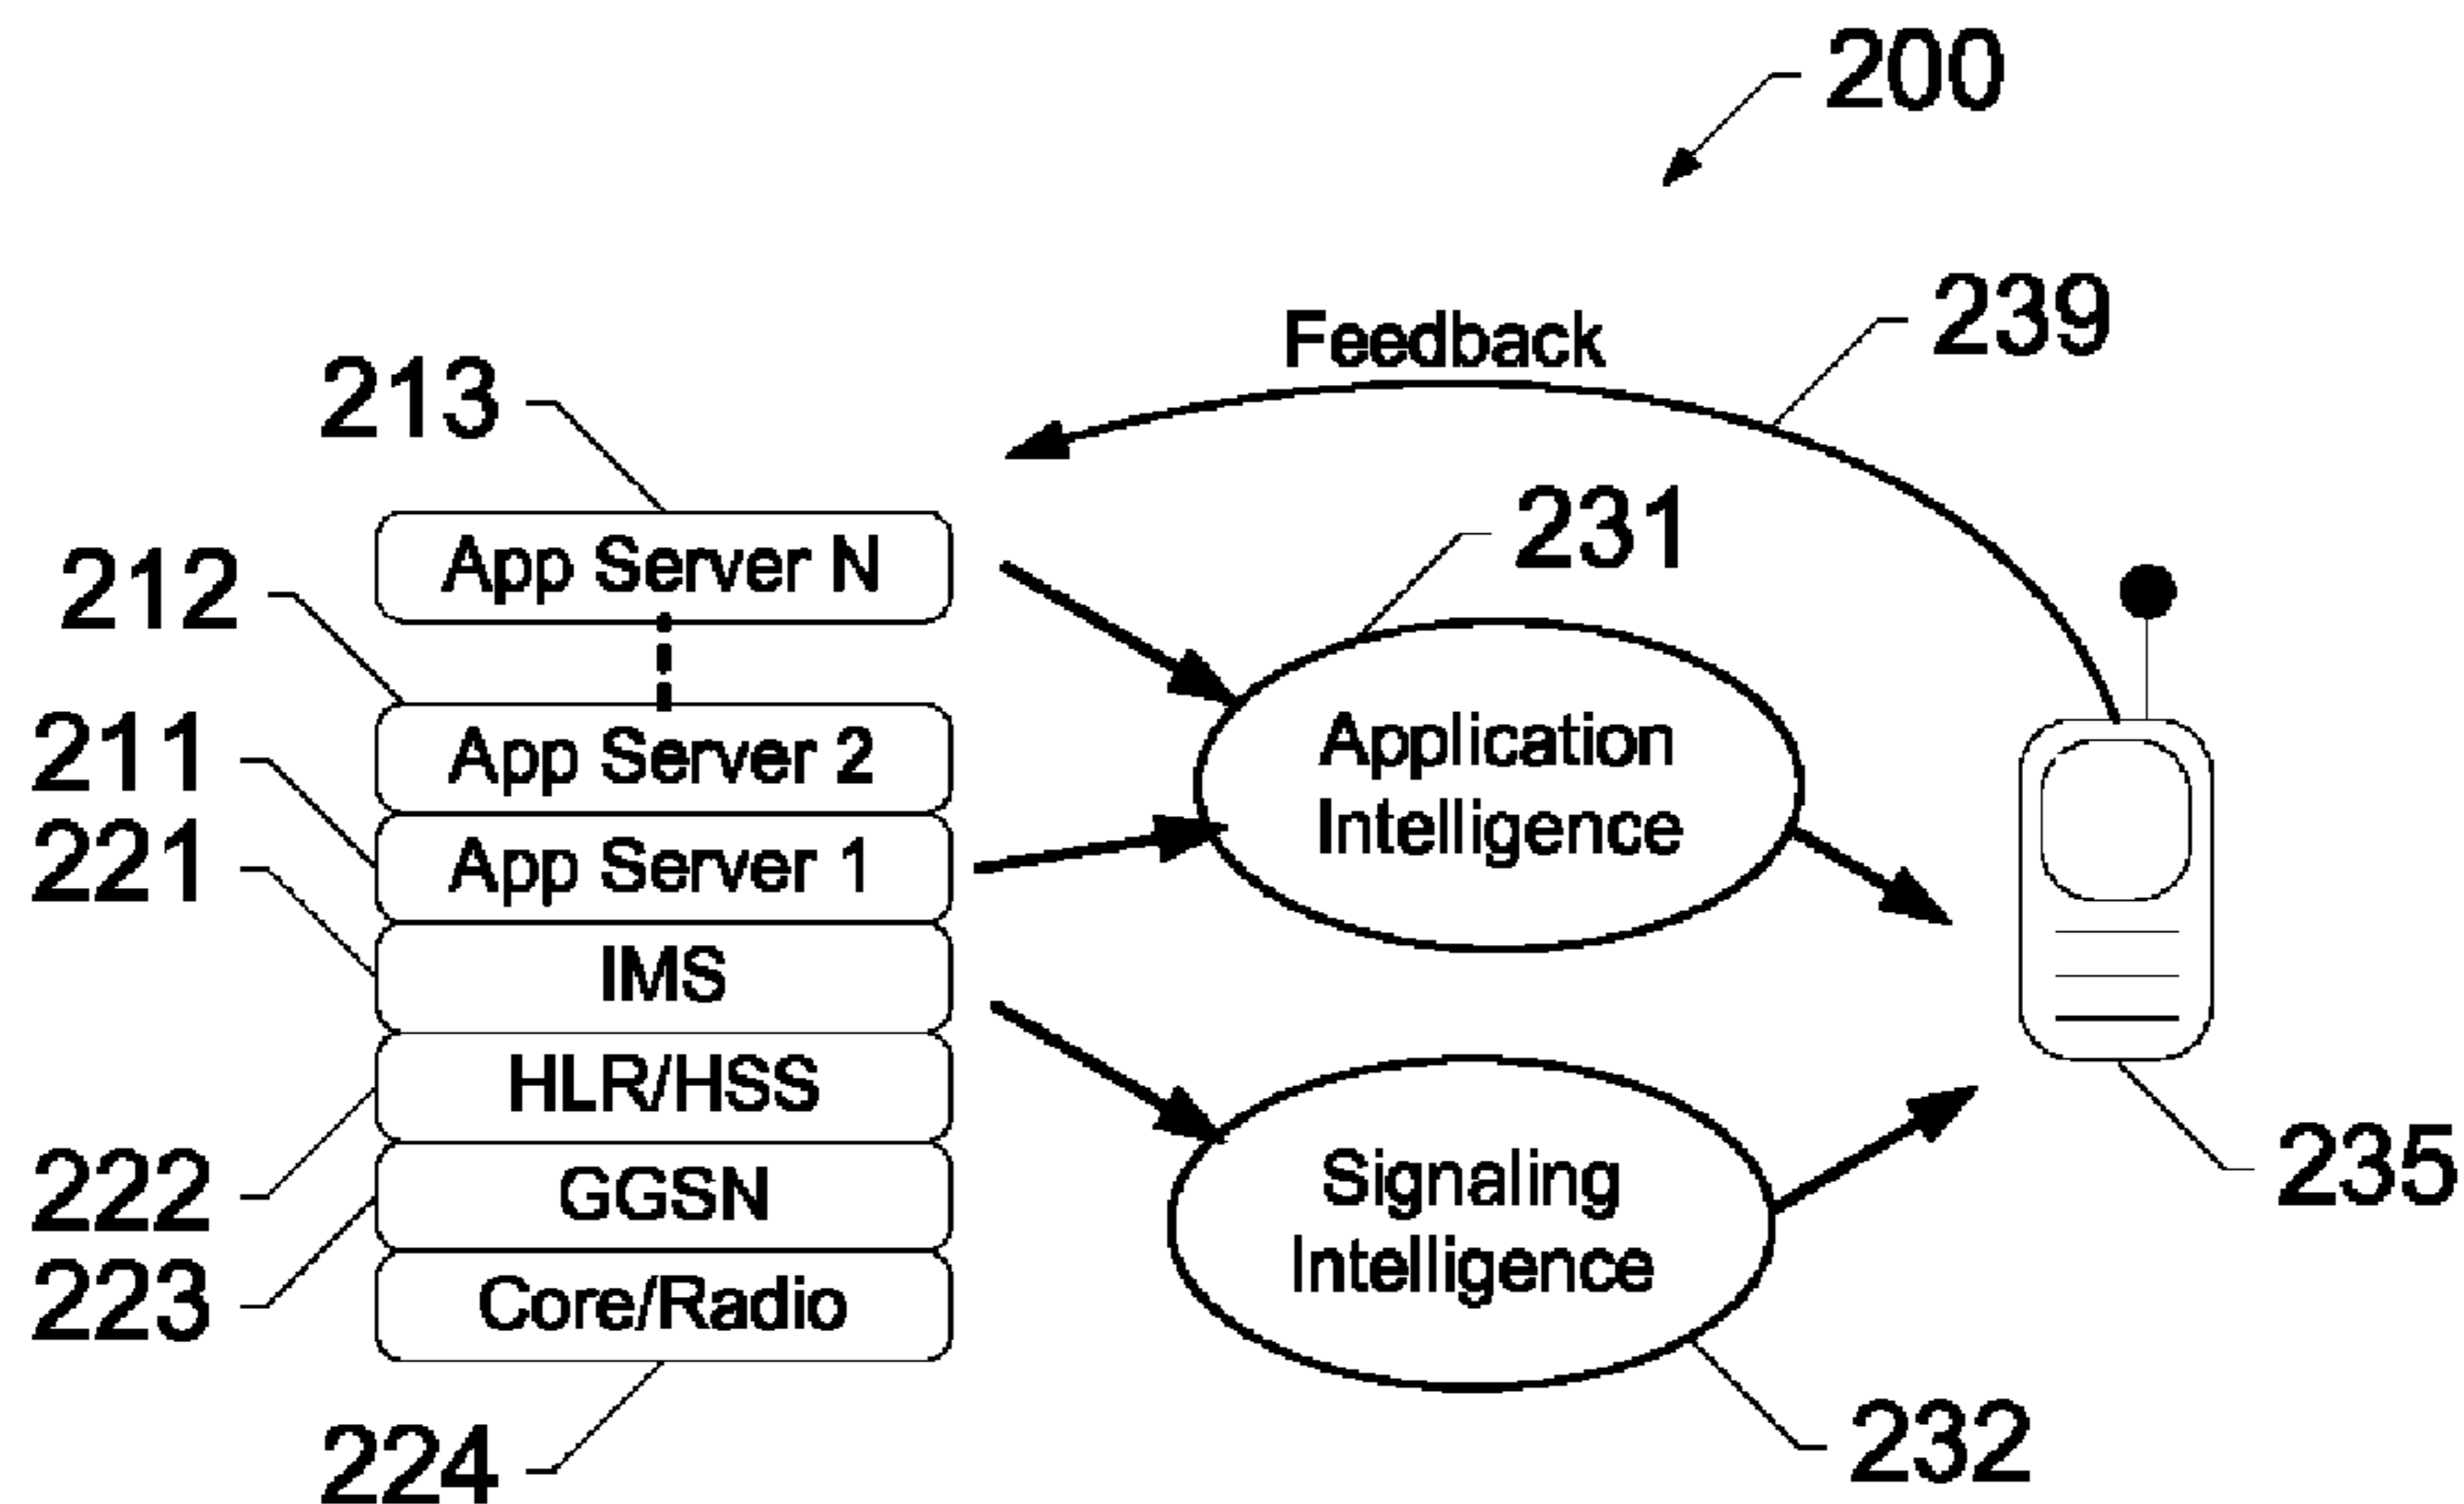 200
239
Feedback
213
231
App Server N
212
Application
Intelligence
211
App Server 2
221
App Server 1
IMS
HLR/HSS
222
GGSN
Signaling
Intelligence
235
223
Core/Radio
224
232